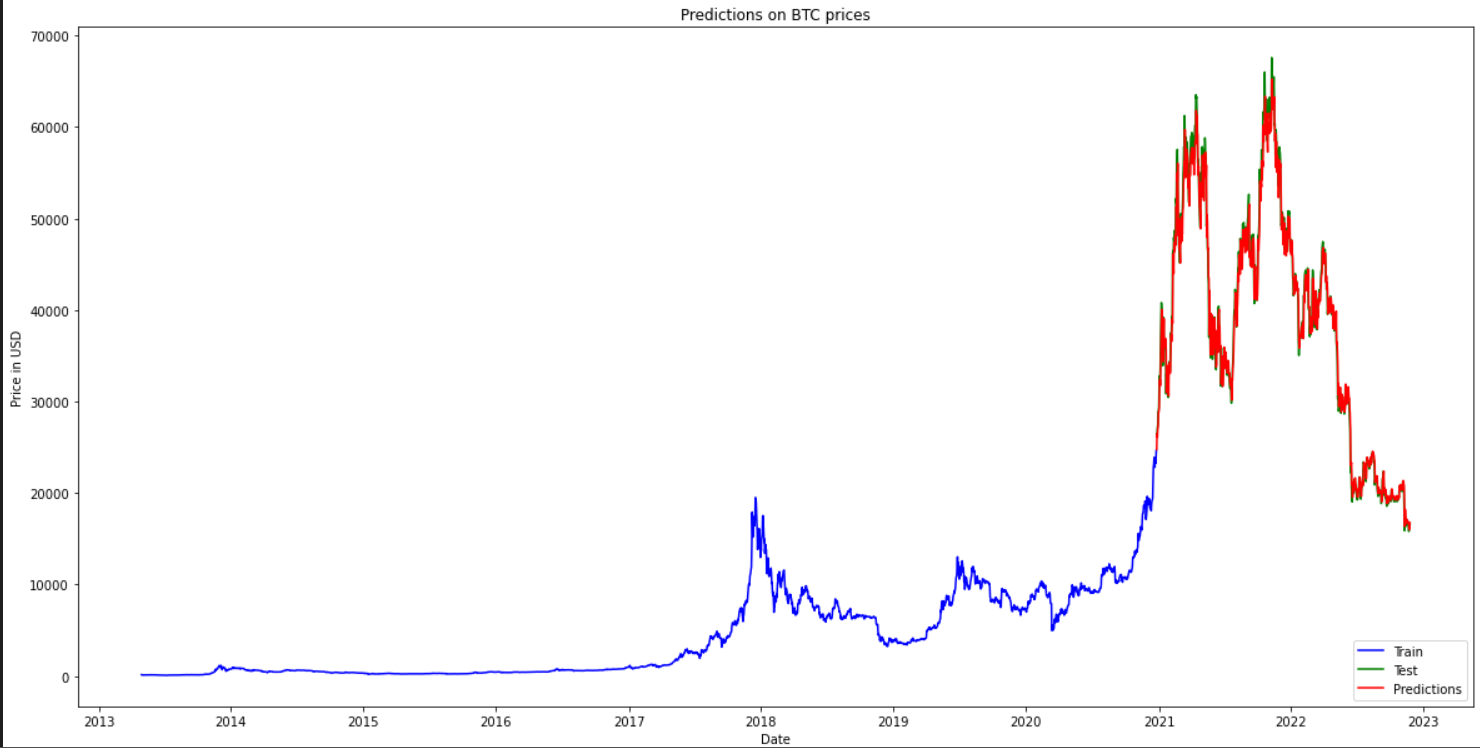 Predictions on BTC prices
70000
60000
50000
40000
30000
20000
10000
0
Price in USD
2013 2014 2015 2016 2017 2018 2019 2020 2021 2022 2023
Date
Train
Test
Predictions